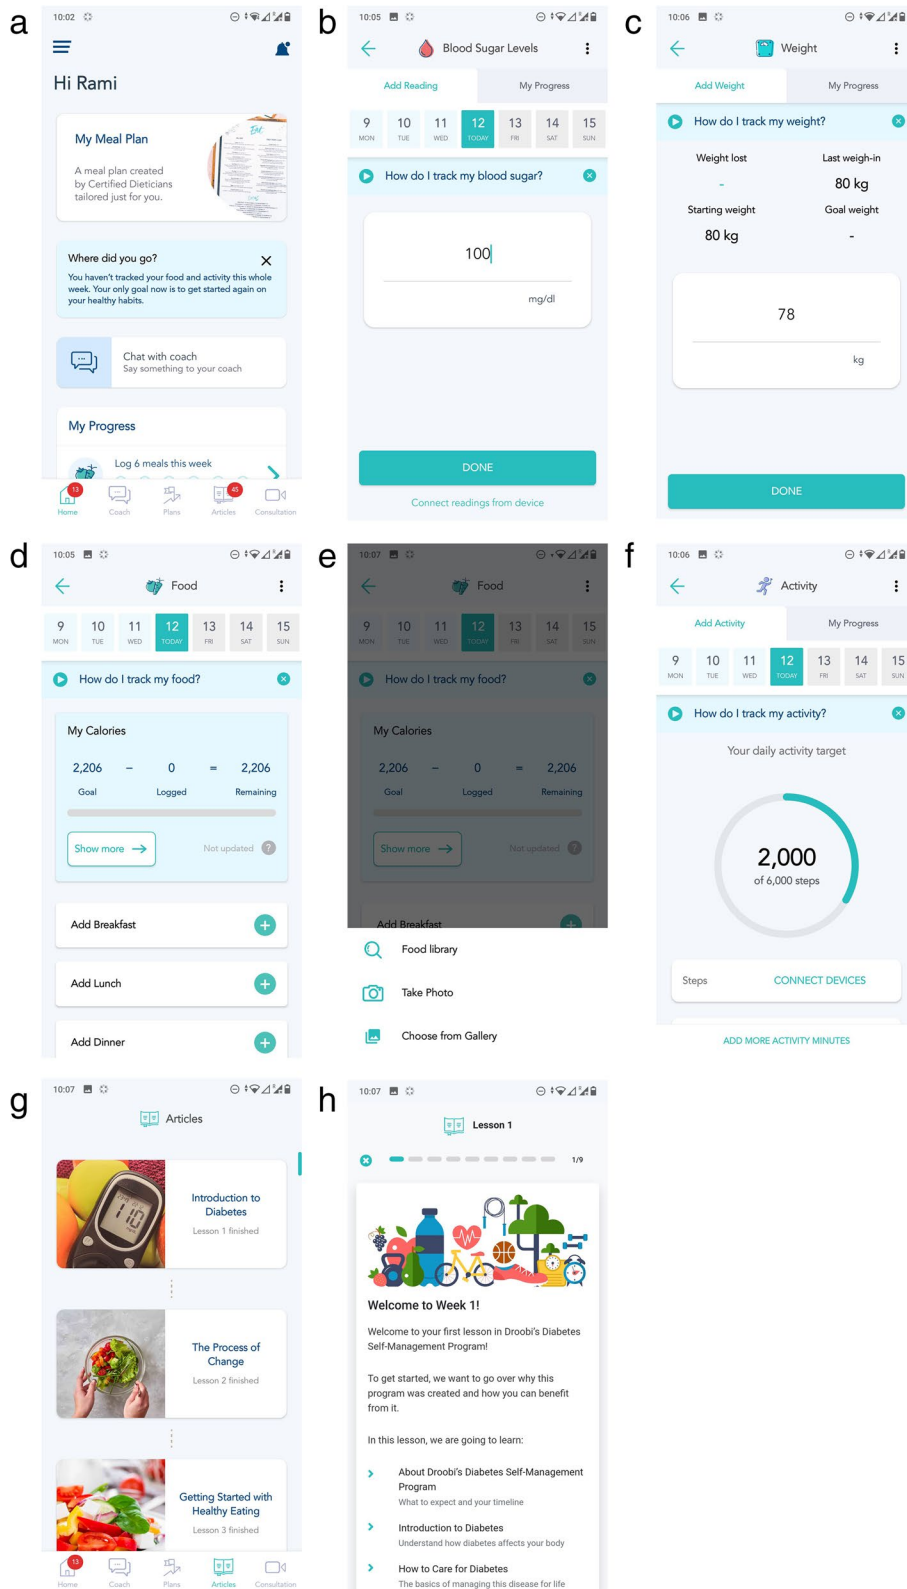 a
10:02
Hi Rami
My Meal Plan
A meal plan created
by Certified Dieticians
tailored just for you.
Eat
Where did you go?
You haven't tracked your food and activity this whole
week. Your only goal now is to get started again on
your healthy habits.
Chat with coach
Say something to your coach
My Progress
Log 6 meals this week
13
45
Home
Coach
Plans
Articles
Consultation
b
10:05
Blood Sugar Levels
Add Reading
My Progress
9 10 11 12 13 14 15
MON TUE WED TODAY FRI SAT SUN
How do I track my blood sugar?
100
mg/dl
DONE
Connect readings from device
c
10:06
Weight
Add Weight
My Progress
How do I track my weight?
Weight lost
Last weigh-in
-
80 kg
Starting weight
Goal weight
80 kg
-
78
kg
DONE
d
10:05
Food
9 10 11 12 13 14 15
MON TUE WED TODAY FRI SAT SUN
How do I track my food?
My Calories
2,206 – 0 = 2,206
Goal Logged Remaining
Show more
Not updated ?
Add Breakfast
Add Lunch
Add Dinner
e
10:07
Food
9 10 11 12 13 14 15
MON TUE WED TODAY FRI SAT SUN
How do I track my food?
My Calories
2,206 – 0 = 2,206
Goal Logged Remaining
Show more
Not updated ?
Add Breakfast
Food library
Take Photo
Choose from Gallery
f
10:06
Activity
Add Activity
My Progress
9 10 11 12 13 14 15
MON TUE WED TODAY FRI SAT SUN
How do I track my activity?
Your daily activity target
2,000
of 6,000 steps
Steps
CONNECT DEVICES
ADD MORE ACTIVITY MINUTES
g
10:07
Articles
110
Introduction to
Diabetes
Lesson 1 finished
The Process of
Change
Lesson 2 finished
Getting Started with
Healthy Eating
Lesson 3 finished
13
Home
Coach
Plans
Articles
Consultation
h
10:07
Lesson 1
1/9
Welcome to Week 1!
Welcome to your first lesson in Droobi's Diabetes
Self-Management Program!
To get started, we want to go over why this
program was created and how you can benefit
from it.
In this lesson, we are going to learn:
About Droobi's Diabetes Self-Management
Program
What to expect and your timeline
Introduction to Diabetes
Understand how diabetes affects your body
How to Care for Diabetes
The basics of managing this disease for life